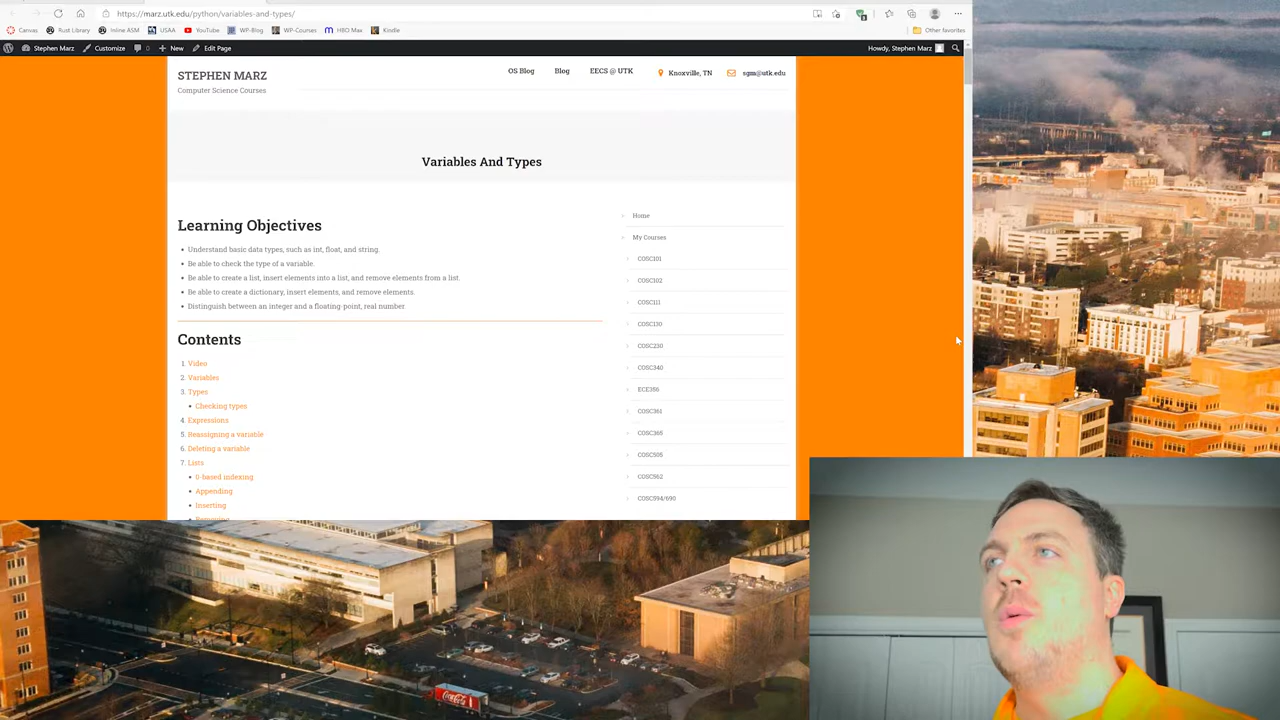 https://marz.utk.edu/python/variables-and-types/
Canvas Rust Library Inline ASM USAA YouTube WP-Blog WP-Courses HBO Max Kindle Other favorites
Stephen Marz Customize 0 New Edit Page Howdy, Stephen Marz
STEPHEN MARZ
Computer Science Courses
OS Blog Blog EECS @ UTK Knoxville, TN sgm@utk.edu
Variables And Types
Learning Objectives
• Understand basic data types, such as int, float, and string.
• Be able to check the type of a variable.
• Be able to create a list, insert elements into a list, and remove elements from a list.
• Be able to create a dictionary, insert elements, and remove elements.
• Distinguish between an integer and a floating-point, real number.
Contents
1. Video
2. Variables
3. Types
• Checking types
4. Expressions
5. Reassigning a variable
6. Deleting a variable
7. Lists
• 0-based indexing
• Appending
• Inserting
• Removing
Home
My Courses
COSC101
COSC102
COSC111
COSC130
COSC230
COSC340
ECE356
COSC361
COSC365
COSC505
COSC562
COSC594/690
Coca-Cola